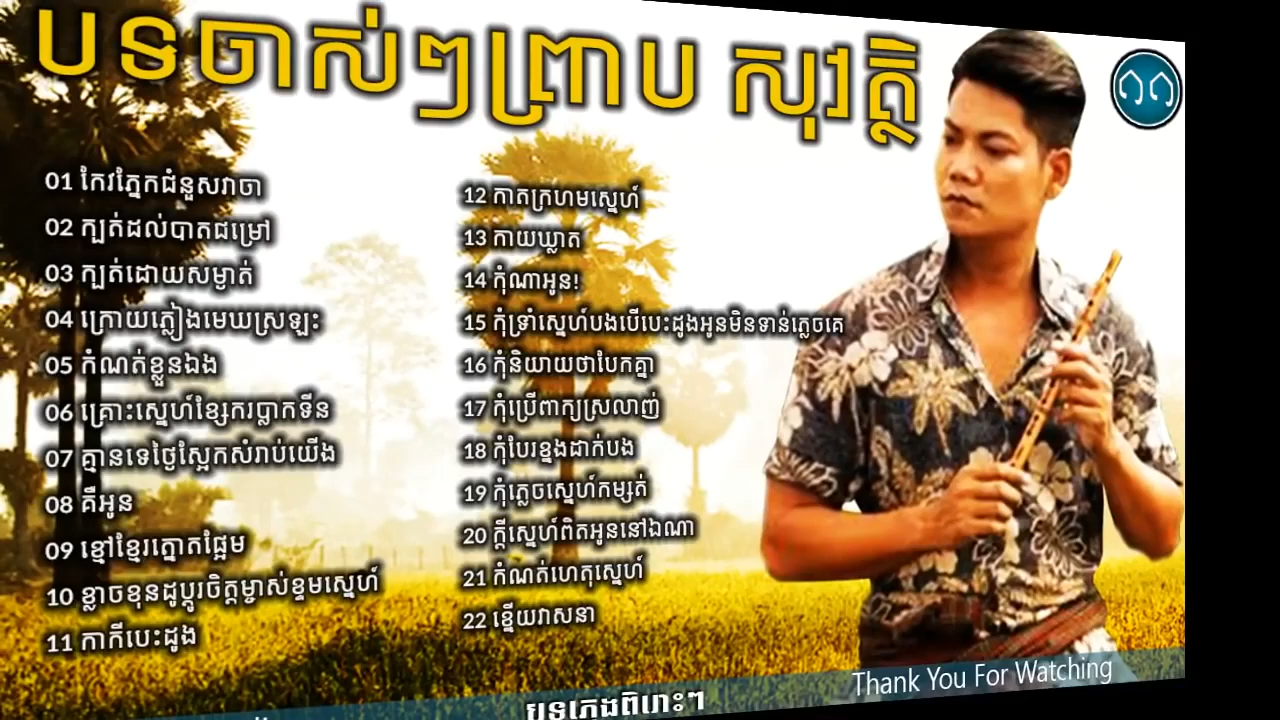 បទចាស់ៗព្រាប សុវត្ថិ
01 កែវភ្នែកជំនួសវាចា
02 ក្បត់ដល់បាតជម្រៅ
03 ក្បត់ដោយសម្ងាត់
04 ក្រោយភ្លៀងមេឃស្រឡះ
05 កំណត់ខ្លួនឯង
06 គ្រោះស្នេហ៍ខ្សែករប្លាកទីន
07 គ្មានទេថ្ងៃស្អែកសំរាប់យើង
08 គឺអូន
09 ខ្មៅខ្មែរត្នោតផ្អែម
10 ខ្លាចខុនដូប្តូរចិត្តម្ចាស់ខ្ទមស្នេហ៍
11 កាកីបេះដូង
12 កាតក្រហមស្នេហ៍
13 កាយឃ្លាត
14 កុំណាអូន!
15 កុំទ្រាំស្នេហ៍បងបើបេះដូងអូនមិនទាន់ភ្លេចគេ
16 កុំនិយាយថាបែកគ្នា
17 កុំប្រើពាក្យស្រលាញ់
18 កុំបែរខ្នងដាក់បង
19 កុំភ្លេចស្នេហ៍កម្សត់
20 ក្តីស្នេហ៍ពិតអូននៅឯណា
21 កំណត់ហេតុស្នេហ៍
22 ខ្នើយវាសនា
Thank You For Watching
បទភ្លេងពិរោះៗ